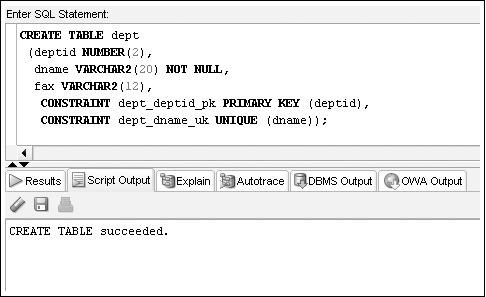 Enter SQL Statement:
CREATE TABLE dept
(deptid NUMBER(2),
dname VARCHAR2(20) NOT NULL,
fax VARCHAR2(12),
CONSTRAINT dept_deptid_pk PRIMARY KEY (deptid),
CONSTRAINT dept_dname_uk UNIQUE (dname));
Results Script Output Explain Autotrace DBMS Output OWA Output
CREATE TABLE succeeded.